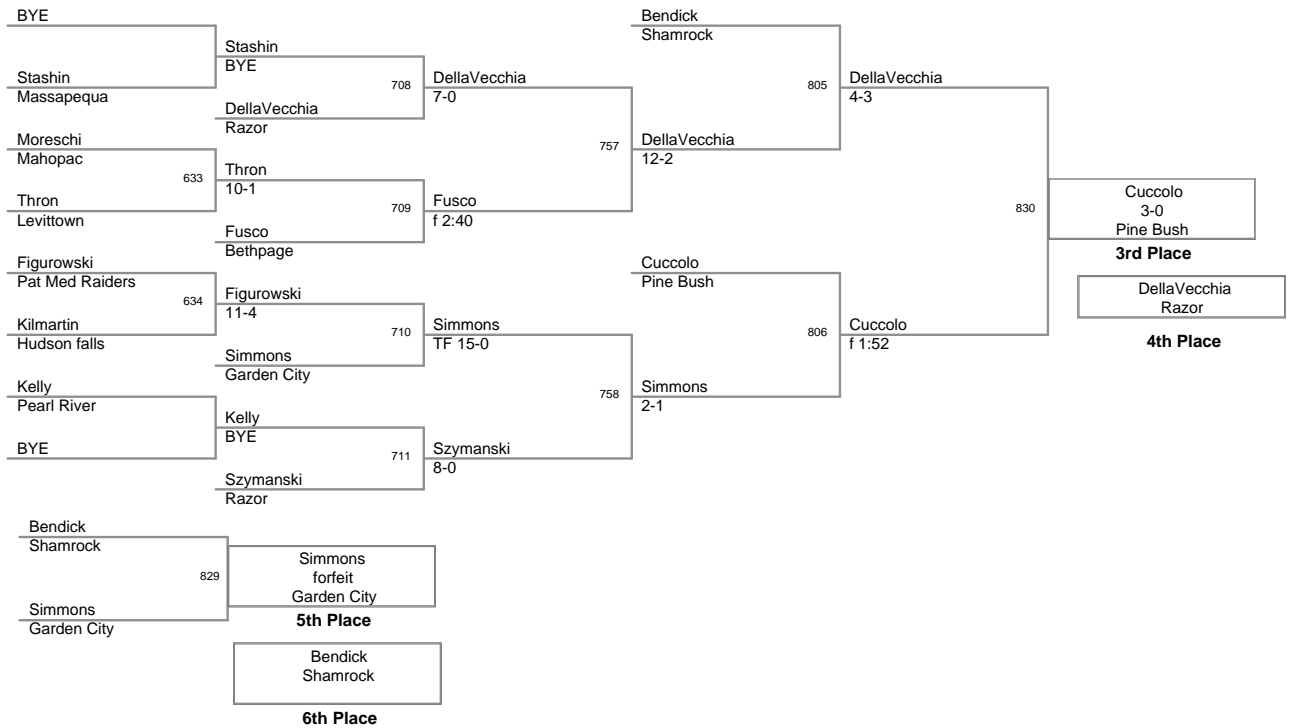 BYE
Stashin
Massapequa
Moreschi
Mahopac
633
Thron
Levittown
Figurowski
Pat Med Raiders
634
Kilmartin
Hudson falls
Kelly
Pearl River
BYE
Stashin
BYE
708
DellaVecchia
Razor
Thron
10-1
709
Fusco
Bethpage
Figurowski
11-4
710
Simmons
Garden City
Kelly
BYE
711
Szymanski
Razor
DellaVecchia
7-0
757
Fusco
f 2:40
Simmons
TF 15-0
758
Szymanski
8-0
Bendick
Shamrock
805
DellaVecchia
12-2
Cuccolo
Pine Bush
806
Simmons
2-1
DellaVecchia
4-3
830
Cuccolo
f 1:52
Cuccolo
3-0
Pine Bush
3rd Place
DellaVecchia
Razor
4th Place
Bendick
Shamrock
829
Simmons
Garden City
Simmons
forfeit
Garden City
5th Place
Bendick
Shamrock
6th Place